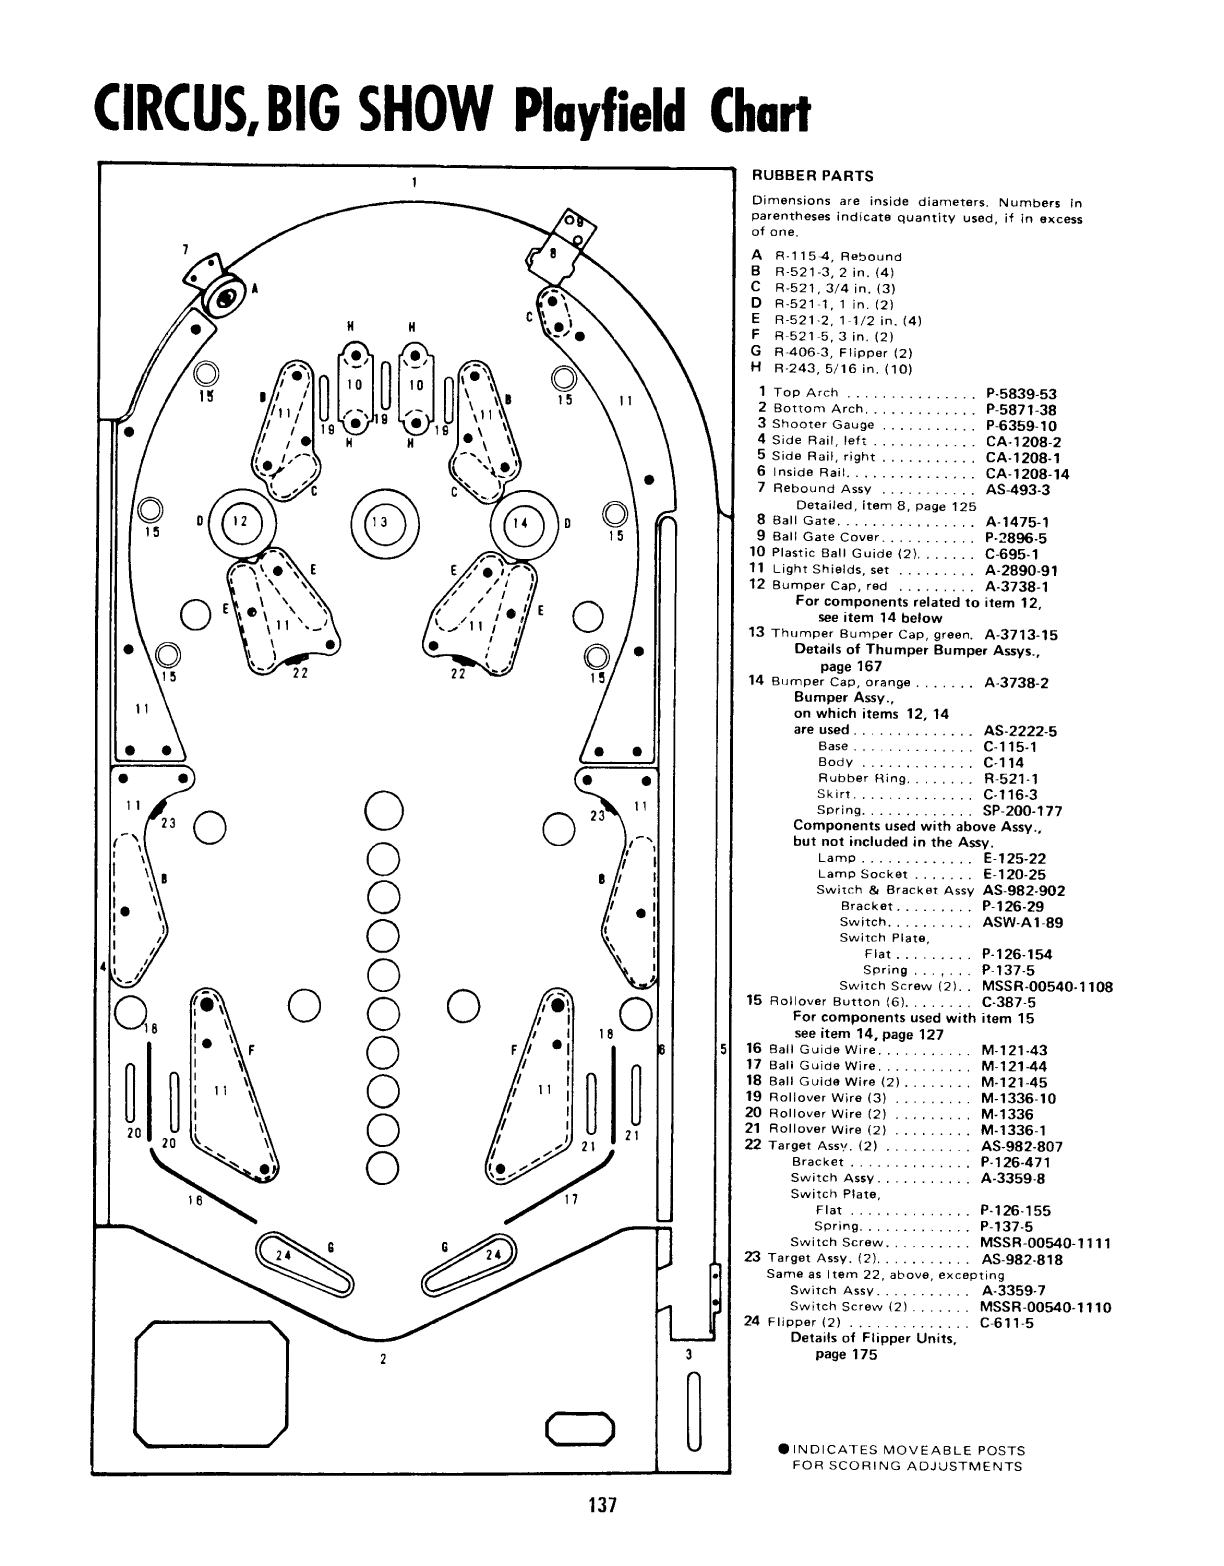 CIRCUS, BIG SHOW Playfield Chart
RUBBER PARTS
Dimensions are inside diameters. Numbers in
parentheses indicate quantity used, if in excess
of one.
A R-115-4, Rebound
B R-521-3, 2 in. (4)
C R-521, 3/4 in. (3)
D R-521-1, 1 in. (2)
E R-521-2, 1-1/2 in. (4)
F R-521-5, 3 in. (2)
G R-406-3, Flipper (2)
H R-243, 5/16 in. (10)
1 Top Arch . . . . . . . . . . . . . . . P-5839-53
2 Bottom Arch. . . . . . . . . . . . . P-5871-38
3 Shooter Gauge . . . . . . . . . . . P-6359-10
4 Side Rail, left . . . . . . . . . . . . CA-1208-2
5 Side Rail, right . . . . . . . . . . . CA-1208-1
6 Inside Rail. . . . . . . . . . . . . . . CA-1208-14
7 Rebound Assy . . . . . . . . . . . AS-493-3
Detailed, item 8, page 125
8 Ball Gate. . . . . . . . . . . . . . . . A-1475-1
9 Ball Gate Cover. . . . . . . . . . . P-2896-5
10 Plastic Ball Guide (2). . . . . . . C-695-1
11 Light Shields, set . . . . . . . . . A-2890-91
12 Bumper Cap, red . . . . . . . . . A-3738-1
For components related to item 12,
see item 14 below
13 Thumper Bumper Cap, green. A-3713-15
Details of Thumper Bumper Assys.,
page 167
14 Bumper Cap, orange . . . . . . . A-3738-2
Bumper Assy.,
on which items 12, 14
are used . . . . . . . . . . . . . . AS-2222-5
Base . . . . . . . . . . . . . . C-115-1
Body . . . . . . . . . . . . . C-114
Rubber Ring. . . . . . . . R-521-1
Skirt. . . . . . . . . . . . . . C-116-3
Spring. . . . . . . . . . . . . SP-200-177
Components used with above Assy.,
but not included in the Assy.
Lamp . . . . . . . . . . . . . E-125-22
Lamp Socket . . . . . . . E-120-25
Switch & Bracket Assy AS-982-902
Bracket. . . . . . . . . P-126-29
Switch. . . . . . . . . . ASW-A1-89
Switch Plate,
Flat . . . . . . . . . P-126-154
Spring . . . . . . . P-137-5
Switch Screw (2). . MSSR-00540-1108
15 Rollover Button (6). . . . . . . . C-387-5
For components used with item 15
see item 14, page 127
16 Ball Guide Wire. . . . . . . . . . . M-121-43
17 Ball Guide Wire. . . . . . . . . . . M-121-44
18 Ball Guide Wire (2) . . . . . . . . M-121-45
19 Rollover Wire (3) . . . . . . . . . M-1336-10
20 Rollover Wire (2) . . . . . . . . . M-1336
21 Rollover Wire (2) . . . . . . . . . M-1336-1
22 Target Assy. (2) . . . . . . . . . . AS-982-807
Bracket . . . . . . . . . . . . . . P-126-471
Switch Assy. . . . . . . . . . . A-3359-8
Switch Plate,
Flat . . . . . . . . . . . . . . P-126-155
Spring. . . . . . . . . . . . . P-137-5
Switch Screw. . . . . . . . . . MSSR-00540-1111
23 Target Assy. (2). . . . . . . . . . . AS-982-818
Same as Item 22, above, excepting
Switch Assy. . . . . . . . . . . A-3359-7
Switch Screw (2) . . . . . . . MSSR-00540-1110
24 Flipper (2) . . . . . . . . . . . . . . C-611-5
Details of Flipper Units,
page 175
● INDICATES MOVEABLE POSTS
FOR SCORING ADJUSTMENTS
1
9
7
8
A
C
H H
15 10 10 15 11
B 11 11 B
19 19 19
H H
C C
D 12 13 14 D
15 15
E E
E E
11 11
15 22 22 15
11
11 23 23 11
B B
4
18 18
F F 6 5
11 11
20 20 21 21
16 17
G G
24 24
2 3
137